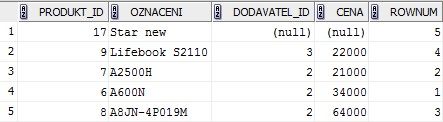 PRODUKT_ID OZNACENI DODAVATEL_ID CENA ROWNUM
1 17 Star new (null) (null) 5
2 9 Lifebook S2110 3 22000 4
3 7 A2500H 2 21000 2
4 6 A600N 2 34000 1
5 8 A8JN-4P019M 2 64000 3